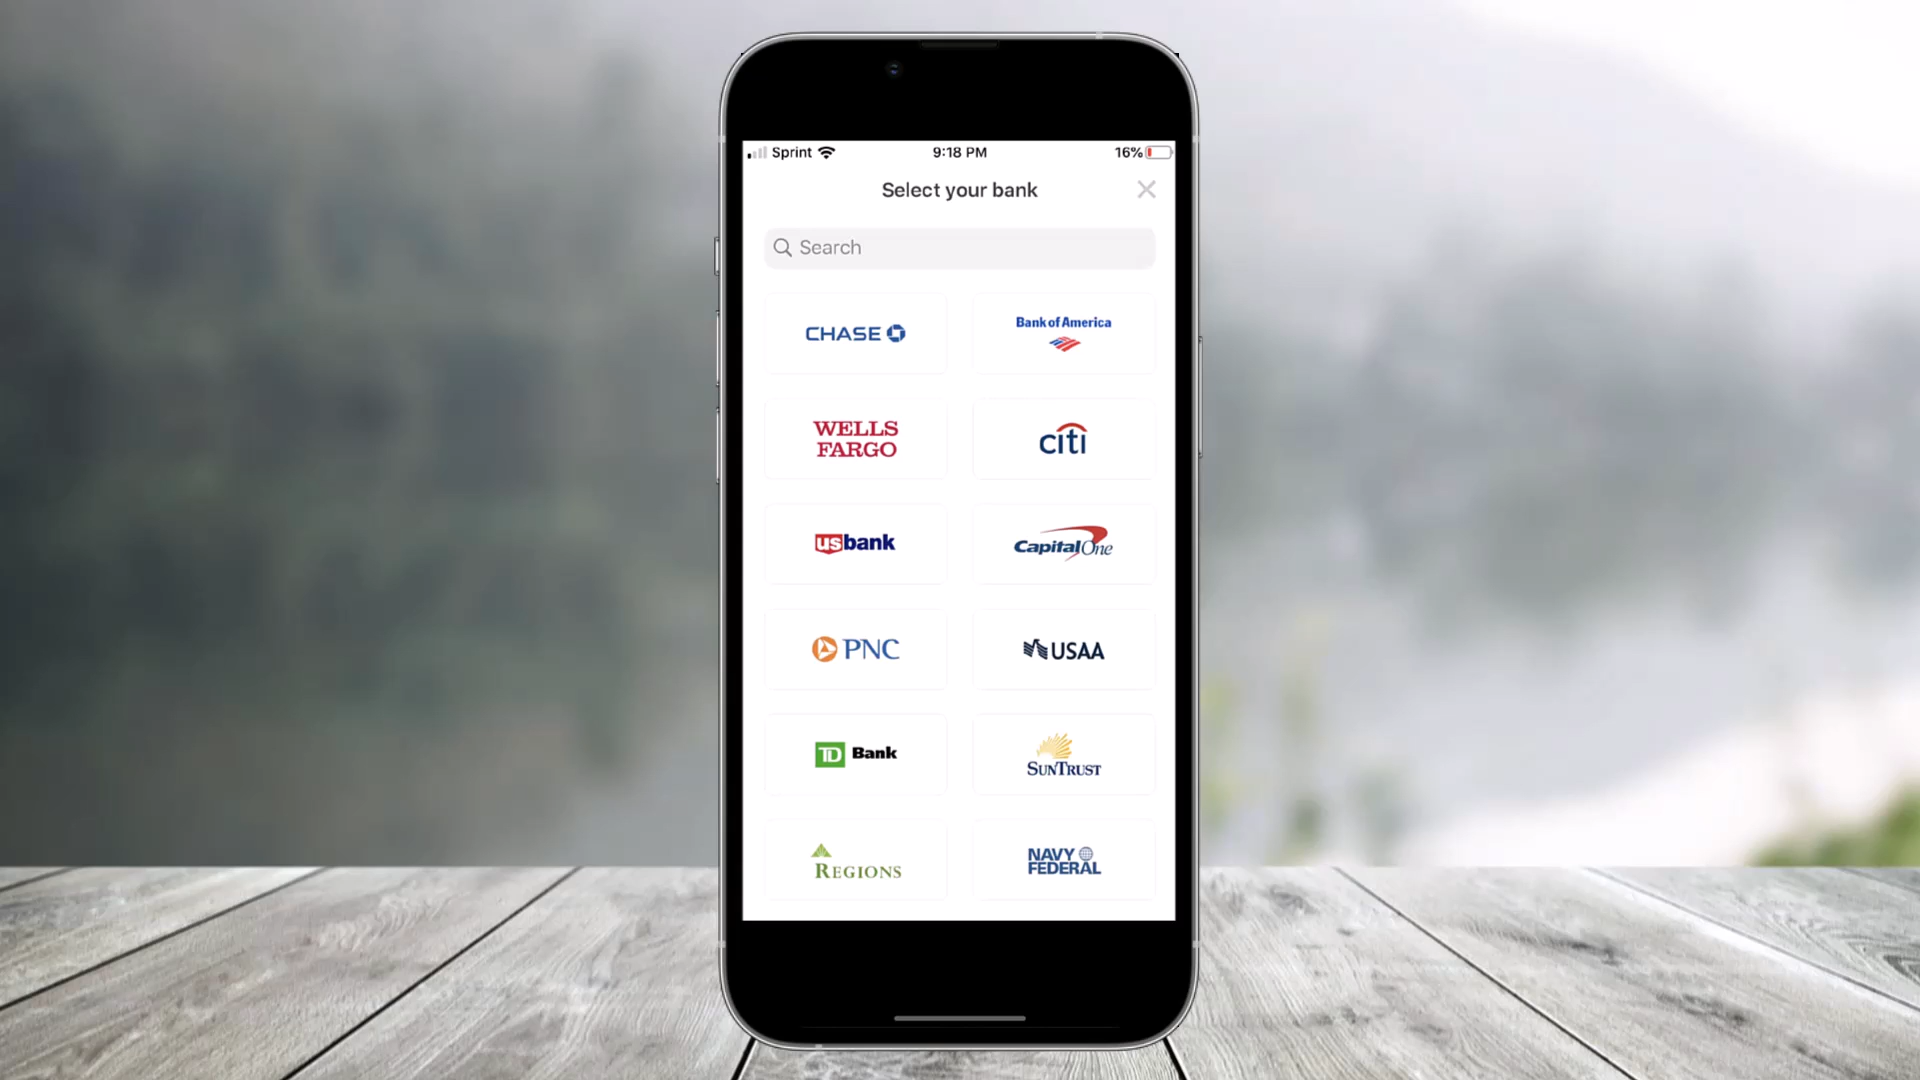 Sprint 9:18 PM 16%
Select your bank
Search
CHASE
Bank of America
WELLS
FARGO
citi
usbank
CapitalOne
PNC
USAA
TD Bank
SUNTRUST
REGIONS
NAVY
FEDERAL